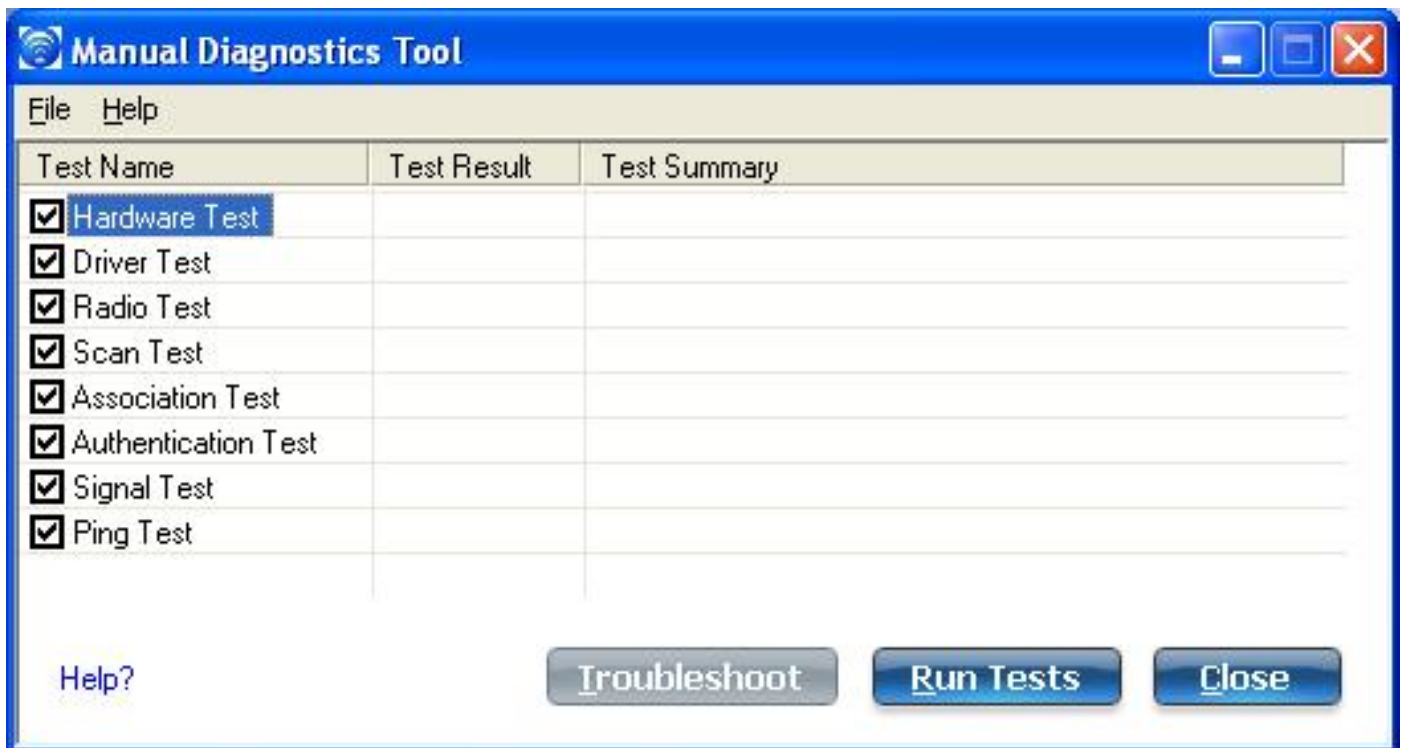 Manual Diagnostics Tool
File Help
Test Name Test Result Test Summary
Hardware Test
Driver Test
Radio Test
Scan Test
Association Test
Authentication Test
Signal Test
Ping Test
Help? Troubleshoot Run Tests Close